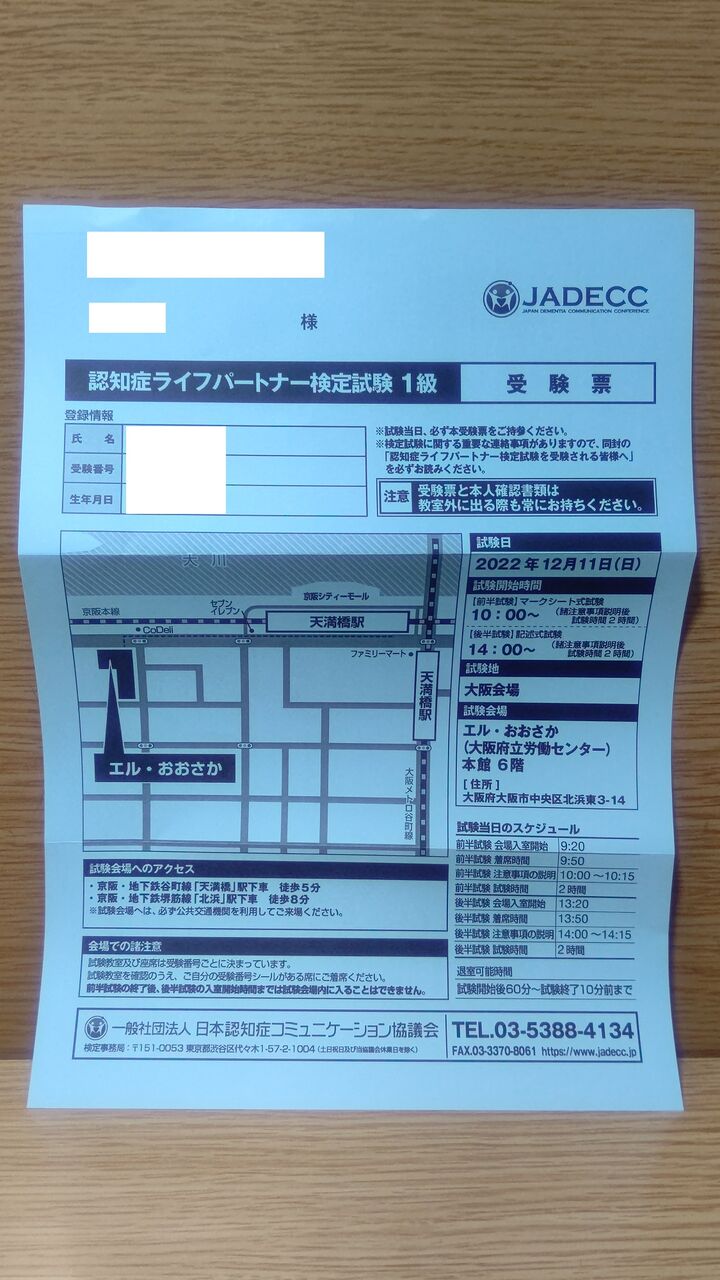 様
JADECC
JAPAN DEMENTIA COMMUNICATION CONFERENCE
認知症ライフパートナー検定試験 1級
受験票
登録情報
氏 名
受験番号
生年月日
※試験当日、必ず本受験票をご持参ください。
※検定試験に関する重要な連絡事項がありますので、同封の
「認知症ライフパートナー検定試験を受験される皆様へ」
を必ずお読みください。
注意
受験票と本人確認書類は
教室外に出る際も常にお持ちください。
大川
京阪シティーモール
セブン
イレブン
京阪本線
天満橋駅
CoDeli
ファミリーマート
天満橋駅
エル・おおさか
大阪メトロ谷町線
試験日
2022年12月11日(日)
試験開始時間
[前半試験] マークシート式試験
10:00～ (諸注意事項説明後
試験時間2時間)
[後半試験] 記述式試験
14:00～ (諸注意事項説明後
試験時間2時間)
試験地
大阪会場
試験会場
エル・おおさか
(大阪府立労働センター)
本館 6階
[住所]
大阪府大阪市中央区北浜東3-14
試験会場へのアクセス
・京阪・地下鉄谷町線「天満橋」駅下車 徒歩5分
・京阪・地下鉄堺筋線「北浜」駅下車 徒歩8分
※試験会場へは、必ず公共交通機関を利用してご来場ください。
会場での諸注意
試験教室及び座席は受験番号ごとに決まっています。
試験教室を確認のうえ、ご自分の受験番号シールがある席にご着席ください。
前半試験の終了後、後半試験の入室開始時間までは試験会場内に入ることはできません。
試験当日のスケジュール
前半試験 会場入室開始 9:20
前半試験 着席時間 9:50
前半試験 注意事項の説明 10:00～10:15
前半試験 試験時間 2時間
後半試験 会場入室開始 13:20
後半試験 着席時間 13:50
後半試験 注意事項の説明 14:00～14:15
後半試験 試験時間 2時間
退室可能時間
試験開始後60分～試験終了10分前まで
一般社団法人 日本認知症コミュニケーション協議会
検定事務局:〒151-0053 東京都渋谷区代々木1-57-2-1004 (土日祝日及び当協議会休業日を除く)
TEL.03-5388-4134
FAX.03-3370-8061 https://www.jadecc.jp